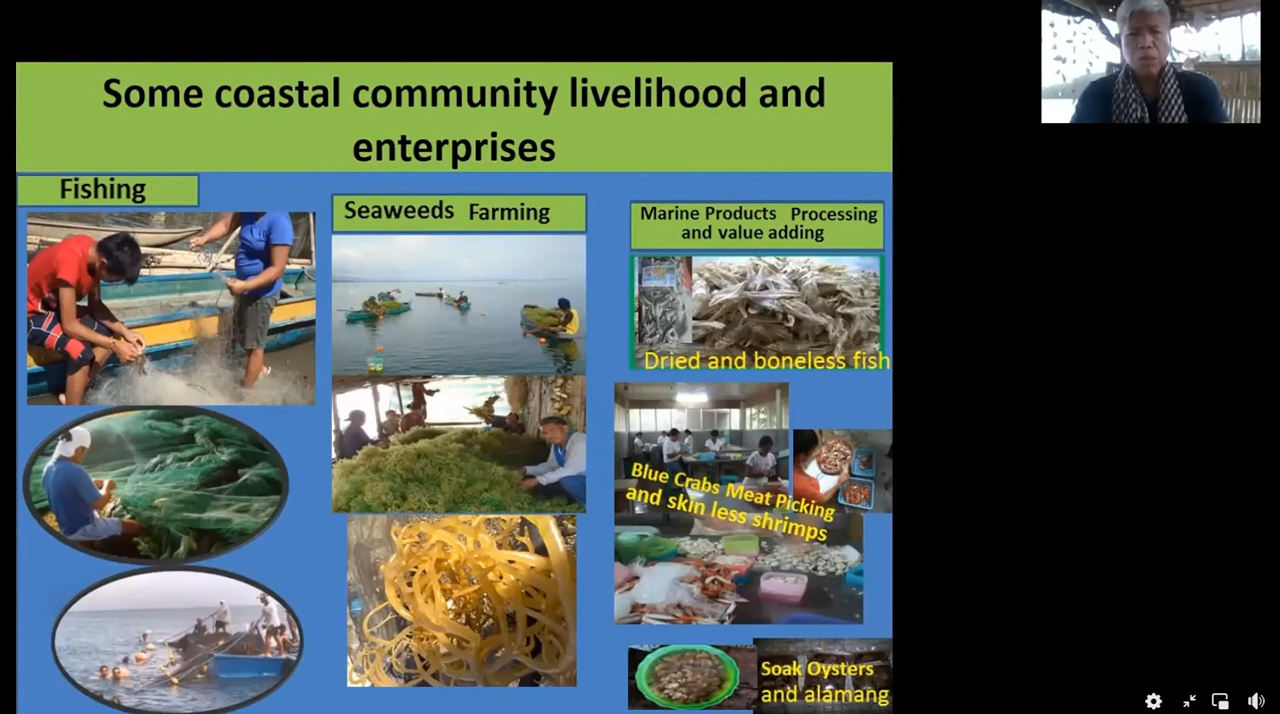 Some coastal community livelihood and
enterprises
Fishing
Seaweeds Farming
Marine Products Processing
and value adding
Dried and boneless fish
Blue Crabs Meat Picking
and skin less shrimps
Soak Oysters
and alamang